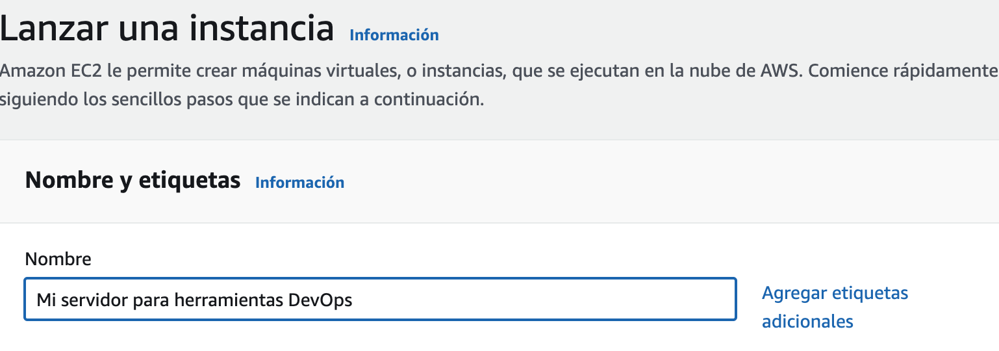 Lanzar una instancia Información
Amazon EC2 le permite crear máquinas virtuales, o instancias, que se ejecutan en la nube de AWS. Comience rápidamente
siguiendo los sencillos pasos que se indican a continuación.
Nombre y etiquetas Información
Nombre
Mi servidor para herramientas DevOps
Agregar etiquetas
adicionales